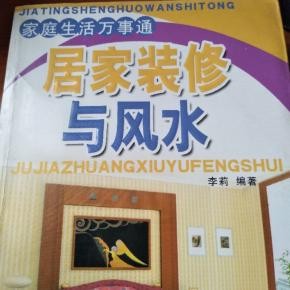 JIATINGSHENGHUOWANSHITONG
家庭生活万事通
居家装修
与风水
JUJIAZHUANGXIUYUFENGSHUI
李莉 编著